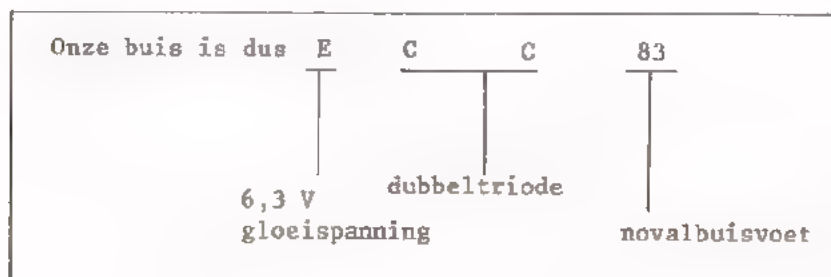 Onze buis is dus E C C 83
dubbeltriode
6,3 V
gloeispanning
novalbuisvoet